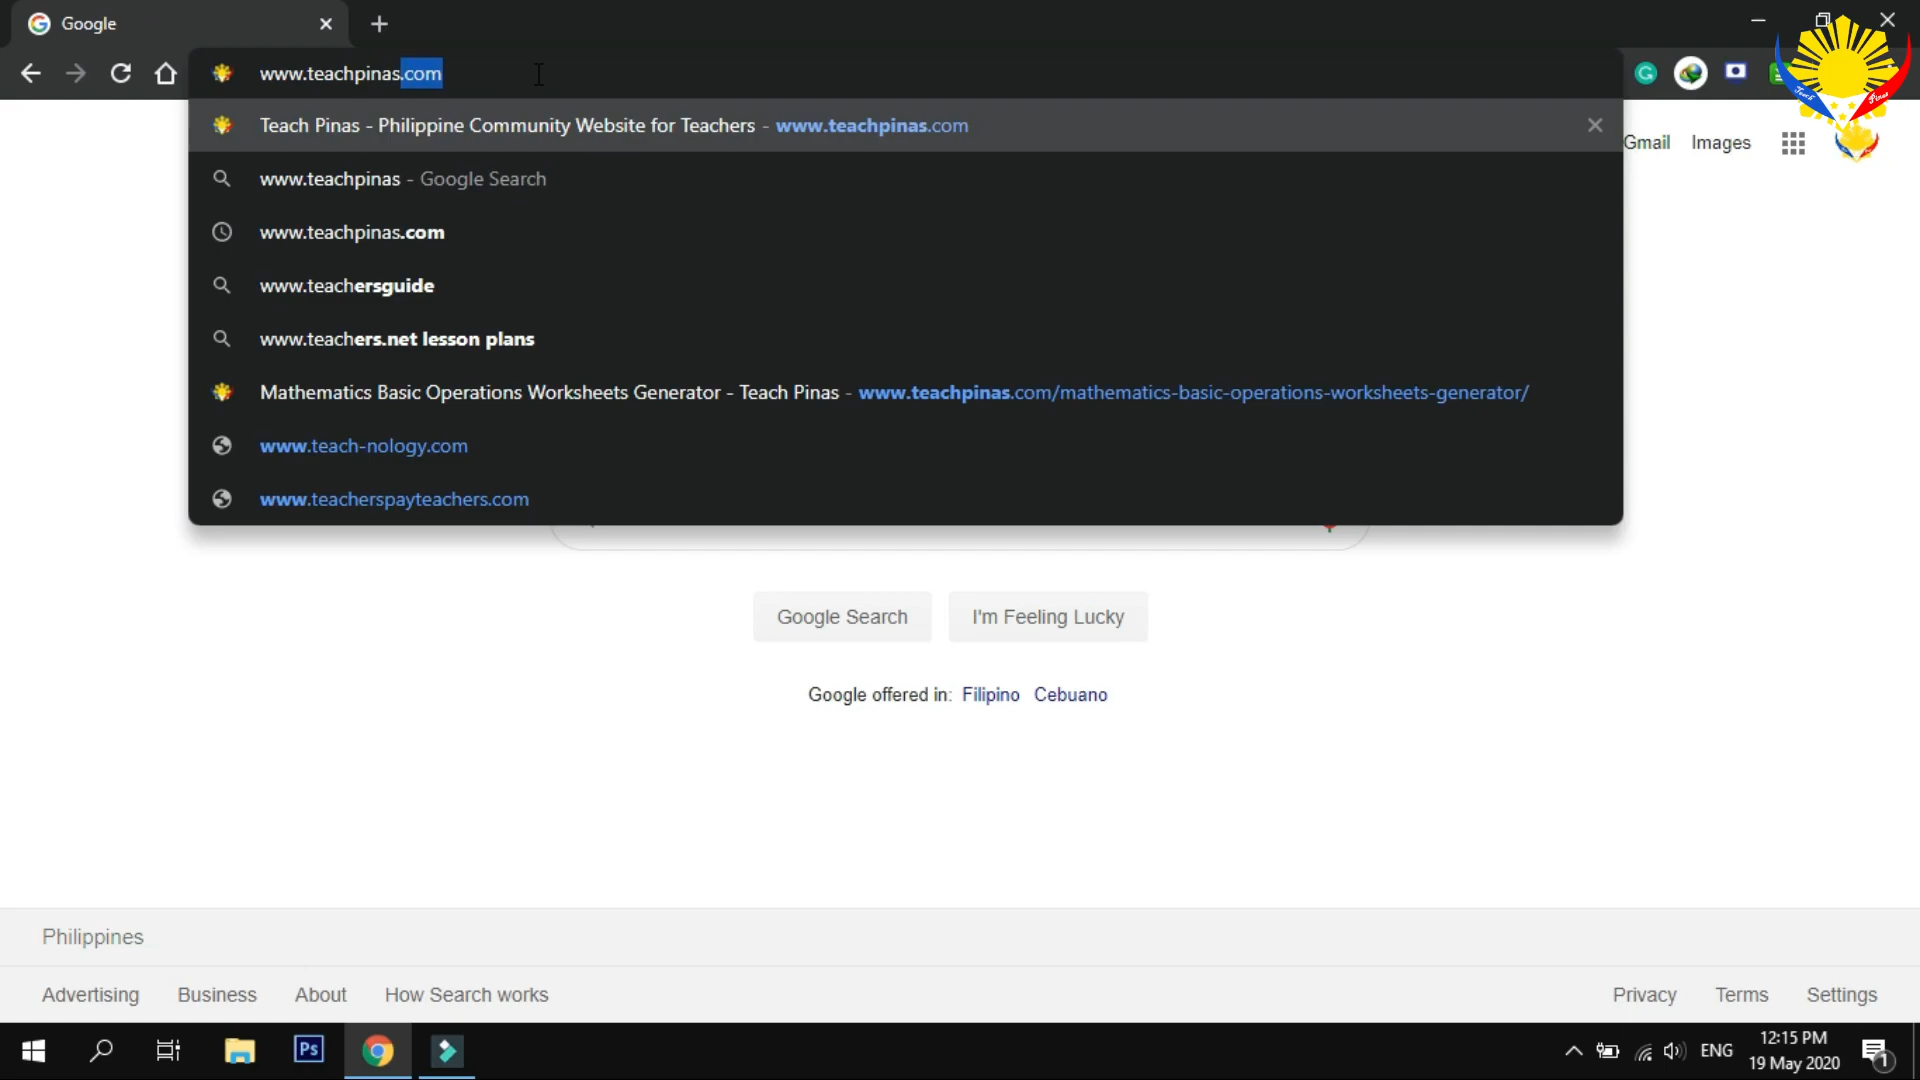 Google
www.teachpinas.com
Teach Pinas - Philippine Community Website for Teachers - www.teachpinas.com
Teach Pinas
Gmail Images
www.teachpinas - Google Search
www.teachpinas.com
www.teachersguide
www.teachers.net lesson plans
Mathematics Basic Operations Worksheets Generator - Teach Pinas - www.teachpinas.com/mathematics-basic-operations-worksheets-generator/
www.teach-nology.com
www.teacherspayteachers.com
Google Search I'm Feeling Lucky
Google offered in: Filipino Cebuano
Philippines
Advertising Business About How Search works Privacy Terms Settings
Ps
ENG
12:15 PM
19 May 2020
1